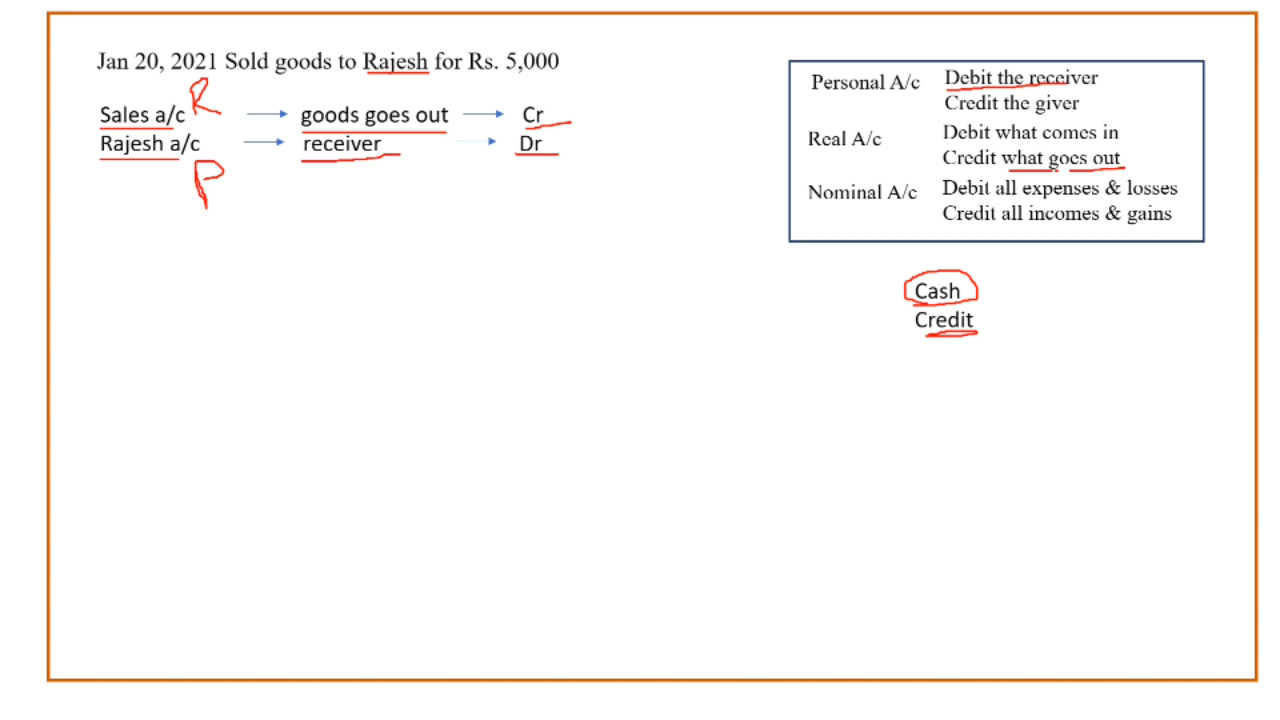 Jan 20, 2021 Sold goods to Rajesh for Rs. 5,000
Sales a/c R goods goes out Cr
Rajesh a/c receiver Dr
P
Personal A/c Debit the receiver
Credit the giver
Real A/c Debit what comes in
Credit what goes out
Nominal A/c Debit all expenses & losses
Credit all incomes & gains
Cash
Credit